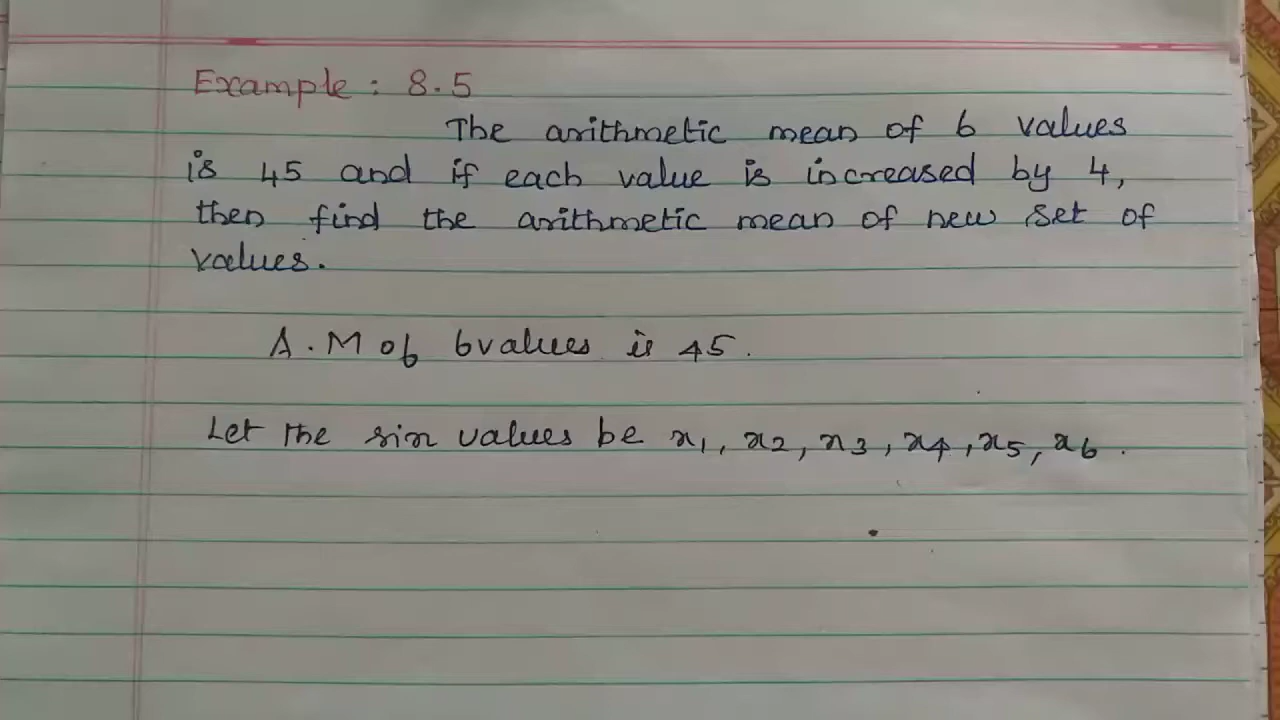 Example : 8.5
The arithmetic mean of 6 values
is 45 and if each value is increased by 4,
then find the arithmetic mean of new set of
values.
A.M of 6 values is 45.
Let the six values be x₁, x₂, x₃, x₄, x₅, x₆.